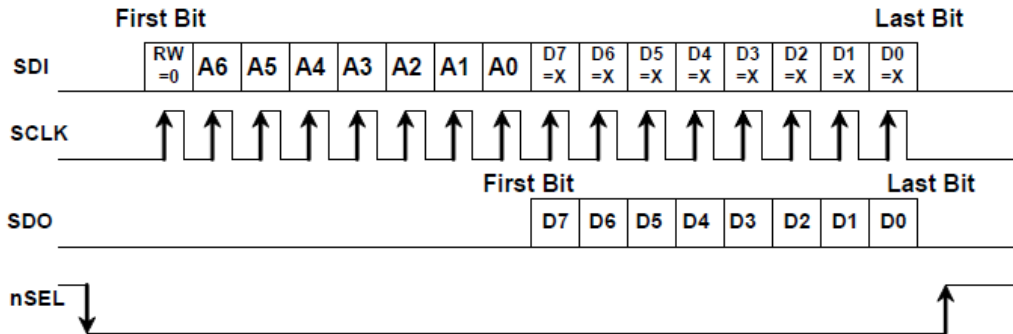 First Bit Last Bit
SDI RW =0 A6 A5 A4 A3 A2 A1 A0 D7 =X D6 =X D5 =X D4 =X D3 =X D2 =X D1 =X D0 =X
SCLK
First Bit Last Bit
SDO D7 D6 D5 D4 D3 D2 D1 D0
nSEL